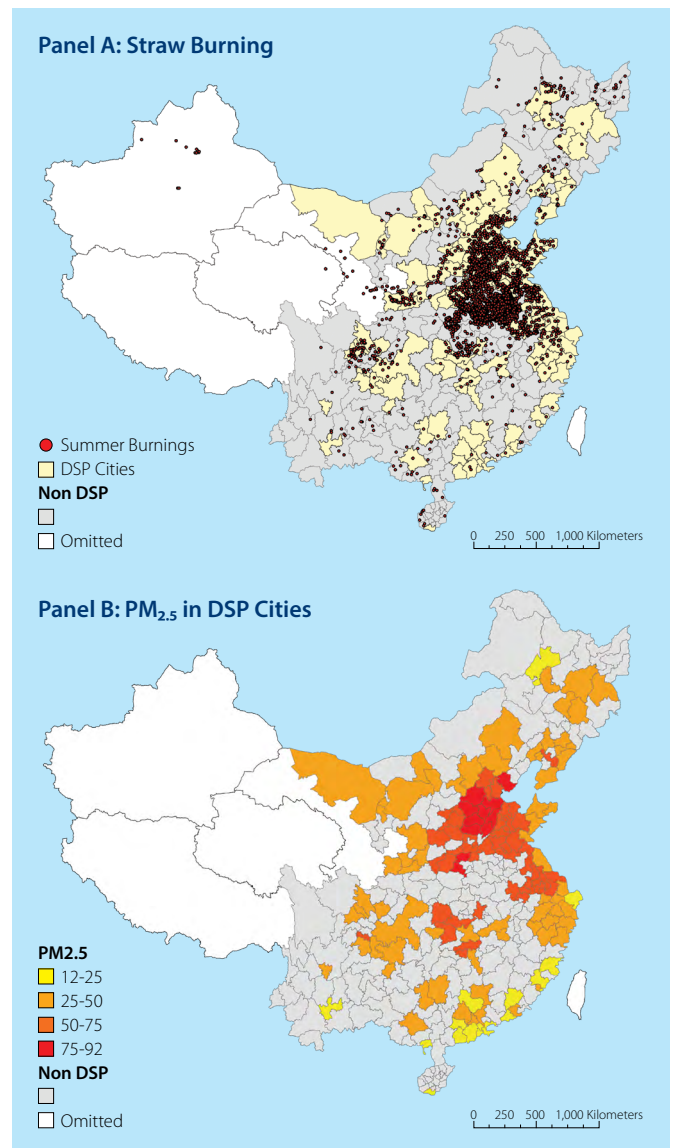 Panel A: Straw Burning
Summer Burnings
DSP Cities
Non DSP
Omitted
0 250 500 1,000 Kilometers
Panel B: PM2.5 in DSP Cities
PM2.5
12-25
25-50
50-75
75-92
Non DSP
Omitted
0 250 500 1,000 Kilometers